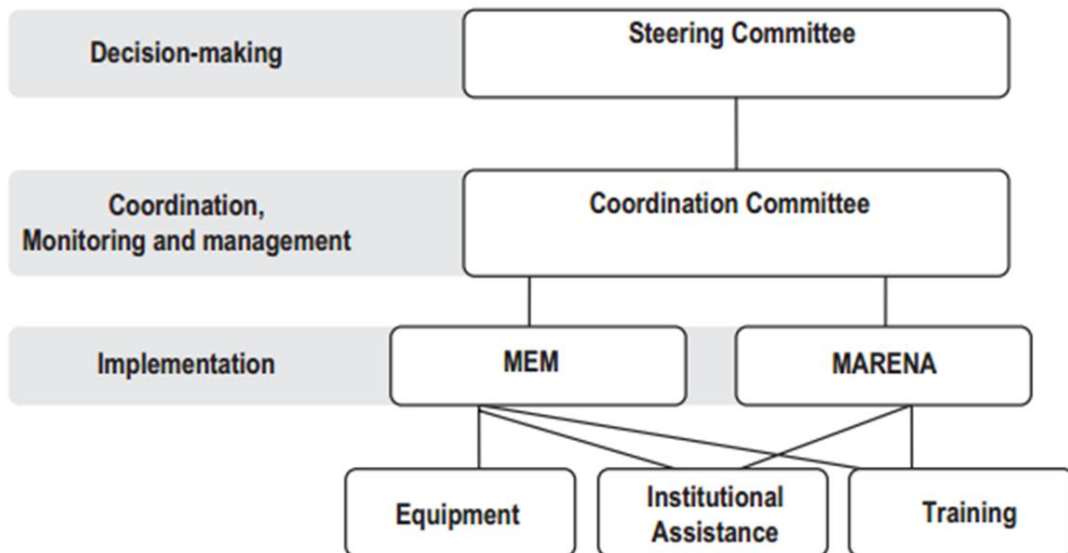 Decision-making
Steering Committee
Coordination,
Monitoring and management
Coordination Committee
Implementation
MEM
MARENA
Equipment
Institutional
Assistance
Training